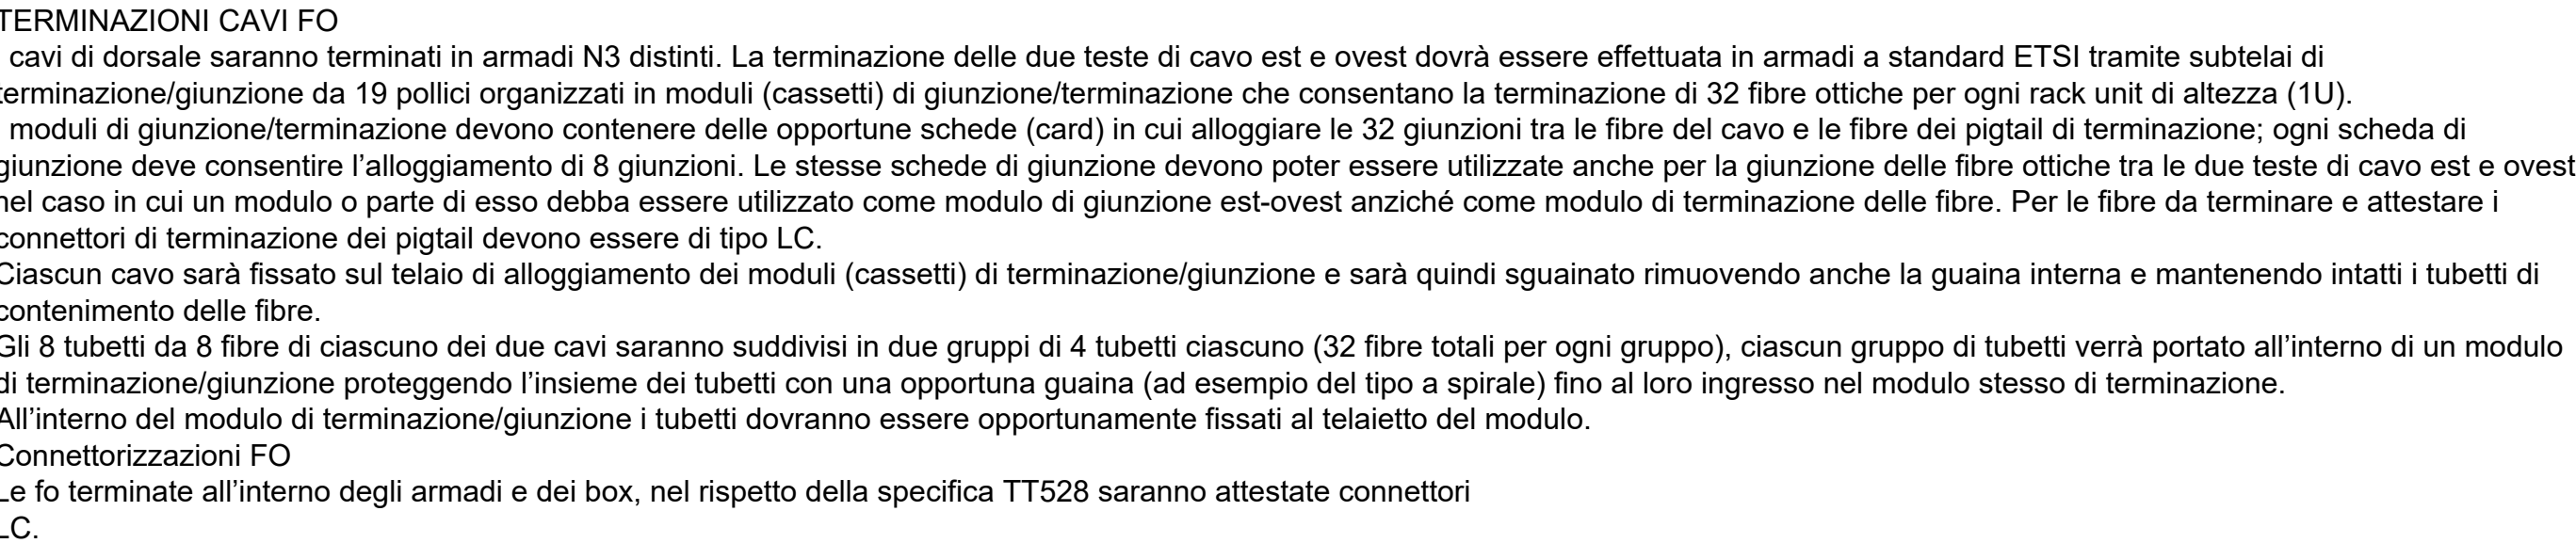 TERMINAZIONI CAVI FO
I cavi di dorsale saranno terminati in armadi N3 distinti. La terminazione delle due teste di cavo est e ovest dovrà essere effettuata in armadi a standard ETSI tramite subtelai di
terminazione/giunzione da 19 pollici organizzati in moduli (cassetti) di giunzione/terminazione che consentano la terminazione di 32 fibre ottiche per ogni rack unit di altezza (1U).
I moduli di giunzione/terminazione devono contenere delle opportune schede (card) in cui alloggiare le 32 giunzioni tra le fibre del cavo e le fibre dei pigtail di terminazione; ogni scheda di
giunzione deve consentire l’alloggiamento di 8 giunzioni. Le stesse schede di giunzione devono poter essere utilizzate anche per la giunzione delle fibre ottiche tra le due teste di cavo est e ovest
nel caso in cui un modulo o parte di esso debba essere utilizzato come modulo di giunzione est-ovest anziché come modulo di terminazione delle fibre. Per le fibre da terminare e attestare i
connettori di terminazione dei pigtail devono essere di tipo LC.
Ciascun cavo sarà fissato sul telaio di alloggiamento dei moduli (cassetti) di terminazione/giunzione e sarà quindi sguainato rimuovendo anche la guaina interna e mantenendo intatti i tubetti di
contenimento delle fibre.
Gli 8 tubetti da 8 fibre di ciascuno dei due cavi saranno suddivisi in due gruppi di 4 tubetti ciascuno (32 fibre totali per ogni gruppo), ciascun gruppo di tubetti verrà portato all’interno di un modulo
di terminazione/giunzione proteggendo l’insieme dei tubetti con una opportuna guaina (ad esempio del tipo a spirale) fino al loro ingresso nel modulo stesso di terminazione.
All’interno del modulo di terminazione/giunzione i tubetti dovranno essere opportunamente fissati al telaietto del modulo.
Connettorizzazioni FO
Le fo terminate all’interno degli armadi e dei box, nel rispetto della specifica TT528 saranno attestate connettori
LC.